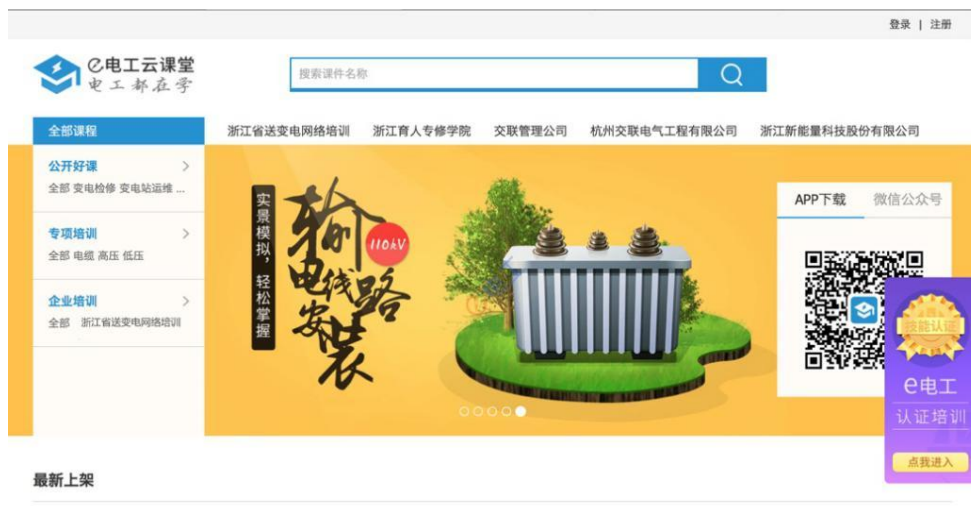 登录 | 注册
e电工云课堂
电工都在学
搜索课件名称
全部课程
浙江省送变电网络培训 浙江育人专修学院 交联管理公司 杭州交联电气工程有限公司 浙江新能量科技股份有限公司
公开好课 >
全部 变电检修 变电站运维 ...
专项培训 >
全部 电缆 高压 低压
企业培训 >
全部 浙江省送变电网络培训
实景模拟，轻松掌握
输电线路安装
110kV
APP下载 微信公众号
技能认证
e电工
认证培训
点我进入
最新上架